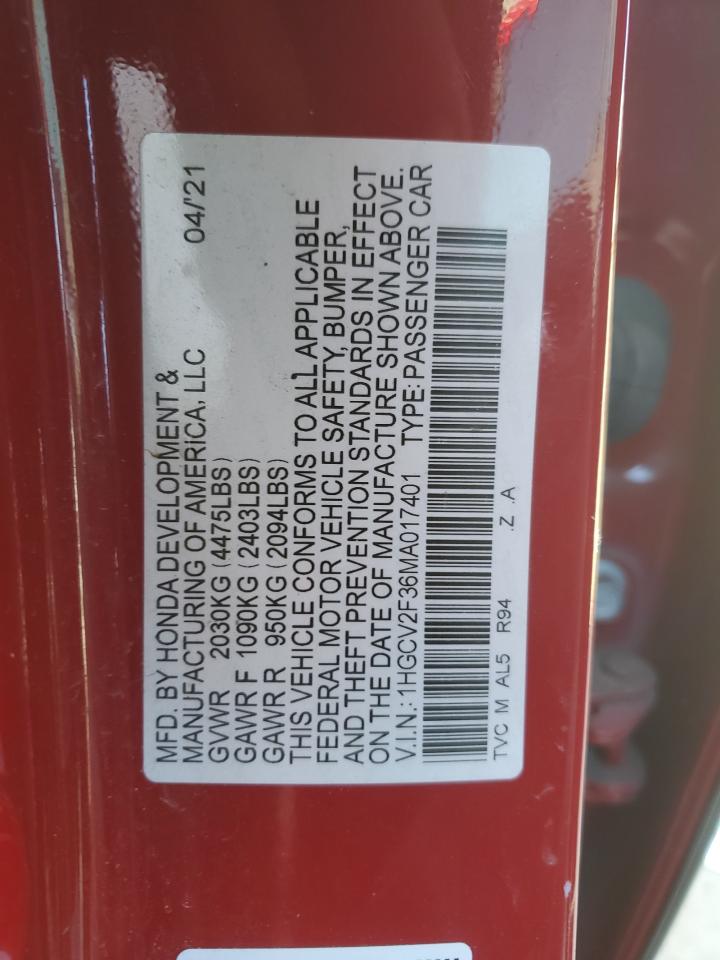 MFD. BY HONDA DEVELOPMENT &
MANUFACTURING OF AMERICA, LLC 04/'21
GVWR 2030KG (4475LBS)
GAWR F 1090KG (2403LBS)
GAWR R 950KG (2094LBS)
THIS VEHICLE CONFORMS TO ALL APPLICABLE
FEDERAL MOTOR VEHICLE SAFETY, BUMPER,
AND THEFT PREVENTION STANDARDS IN EFFECT
ON THE DATE OF MANUFACTURE SHOWN ABOVE.
V.I.N.: 1HGCV2F36MA017401 TYPE: PASSENGER CAR
TVC M AL5 R94 .Z .A